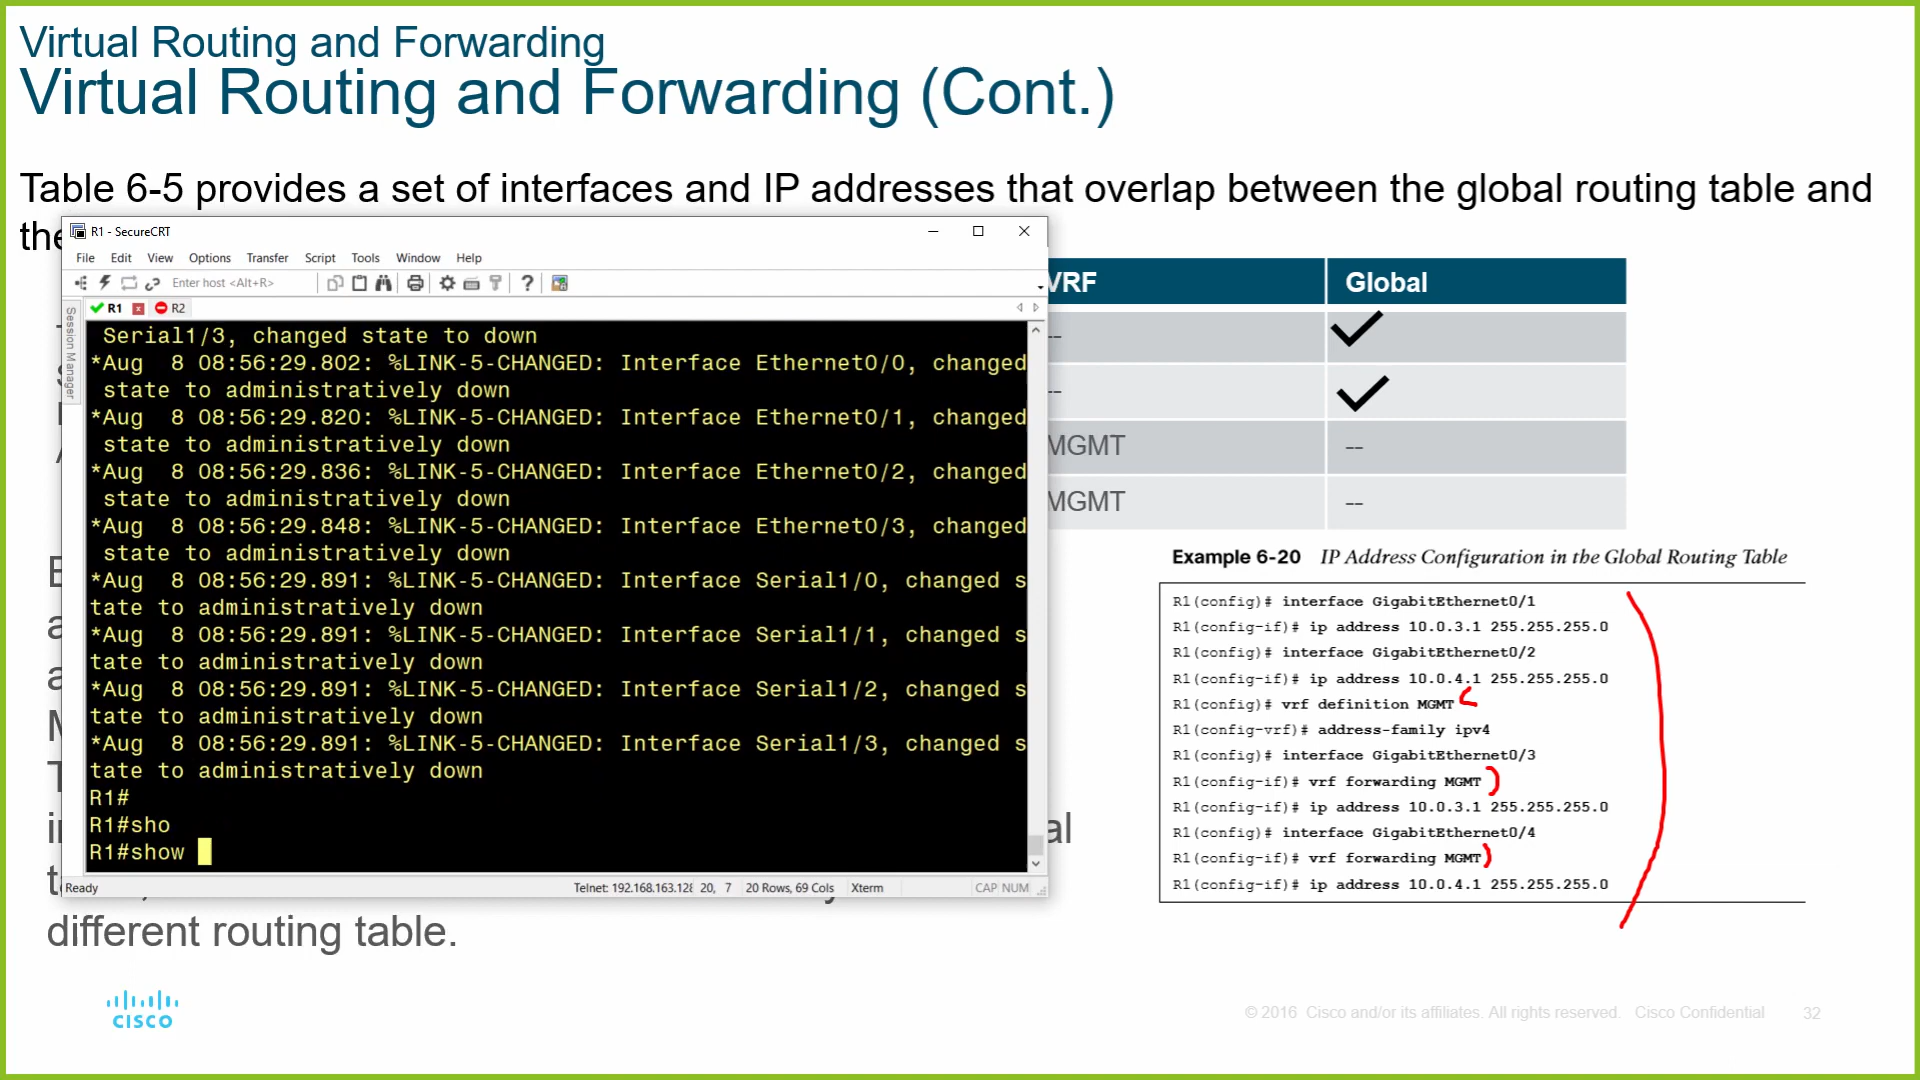 Virtual Routing and Forwarding
Virtual Routing and Forwarding (Cont.)
Table 6-5 provides a set of interfaces and IP addresses that overlap between the global routing table and
the
R1 - SecureCRT
File Edit View Options Transfer Script Tools Window Help
Enter host <Alt+R>
R1 R2
Session Manager
Serial1/3, changed state to down
*Aug  8 08:56:29.802: %LINK-5-CHANGED: Interface Ethernet0/0, changed
state to administratively down
*Aug  8 08:56:29.820: %LINK-5-CHANGED: Interface Ethernet0/1, changed
state to administratively down
*Aug  8 08:56:29.836: %LINK-5-CHANGED: Interface Ethernet0/2, changed
state to administratively down
*Aug  8 08:56:29.848: %LINK-5-CHANGED: Interface Ethernet0/3, changed
state to administratively down
*Aug  8 08:56:29.891: %LINK-5-CHANGED: Interface Serial1/0, changed s
tate to administratively down
*Aug  8 08:56:29.891: %LINK-5-CHANGED: Interface Serial1/1, changed s
tate to administratively down
*Aug  8 08:56:29.891: %LINK-5-CHANGED: Interface Serial1/2, changed s
tate to administratively down
*Aug  8 08:56:29.891: %LINK-5-CHANGED: Interface Serial1/3, changed s
tate to administratively down
R1#
R1#sho
R1#show
Ready Telnet: 192.168.163.128 20, 7 20 Rows, 69 Cols Xterm CAP NUM
VRF Global
--
--
MGMT --
MGMT --
Example 6-20 IP Address Configuration in the Global Routing Table
R1(config)# interface GigabitEthernet0/1
R1(config-if)# ip address 10.0.3.1 255.255.255.0
R1(config)# interface GigabitEthernet0/2
R1(config-if)# ip address 10.0.4.1 255.255.255.0
R1(config)# vrf definition MGMT
R1(config-vrf)# address-family ipv4
R1(config)# interface GigabitEthernet0/3
R1(config-if)# vrf forwarding MGMT
R1(config-if)# ip address 10.0.3.1 255.255.255.0
R1(config)# interface GigabitEthernet0/4
R1(config-if)# vrf forwarding MGMT
R1(config-if)# ip address 10.0.4.1 255.255.255.0
different routing table.
CISCO
© 2016 Cisco and/or its affiliates. All rights reserved. Cisco Confidential 32